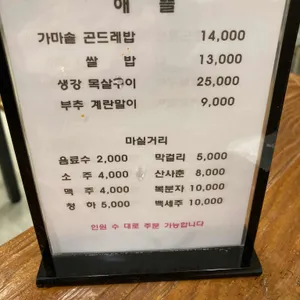 가마솥 곤드레밥 14,000
쌀 밥 13,000
생강 목살구이 25,000
부추 계란말이 9,000
마실거리
음료수 2,000 막걸리 5,000
소 주 4,000 산사춘 8,000
맥 주 4,000 복분자 10,000
청 하 5,000 백세주 10,000
인원 수 대로 주문 가능합니다